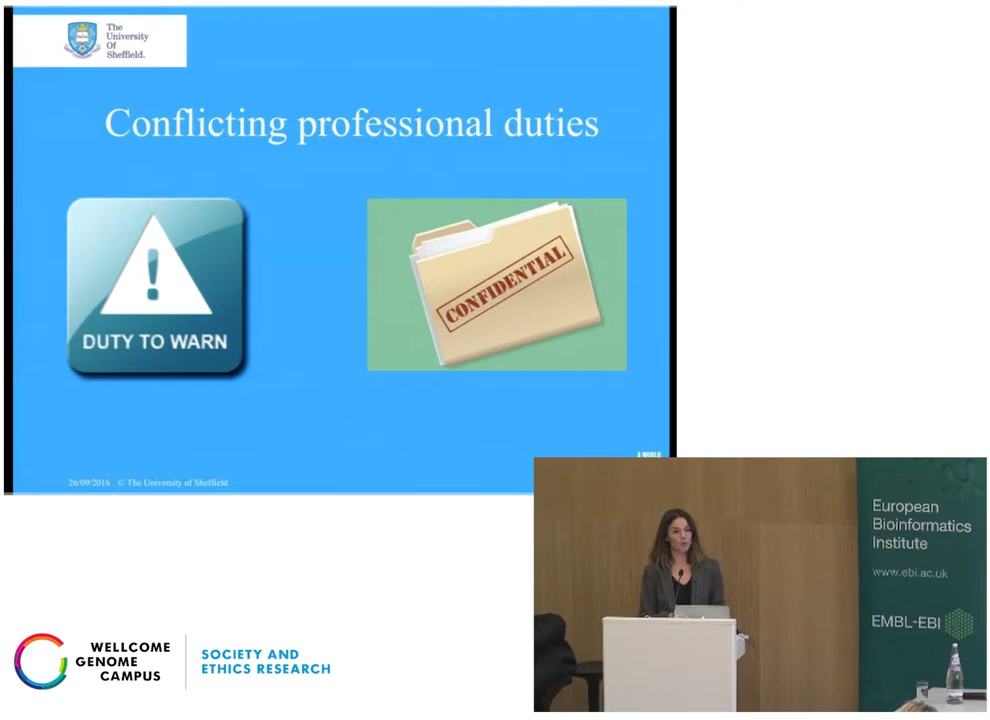 The
University
Of
Sheffield.
Conflicting professional duties
DUTY TO WARN
CONFIDENTIAL
A WORLD
26/09/2016 © The University of Sheffield
European
Bioinformatics
Institute
www.ebi.ac.uk
EMBL-EBI
WELLCOME
GENOME
CAMPUS
SOCIETY AND
ETHICS RESEARCH